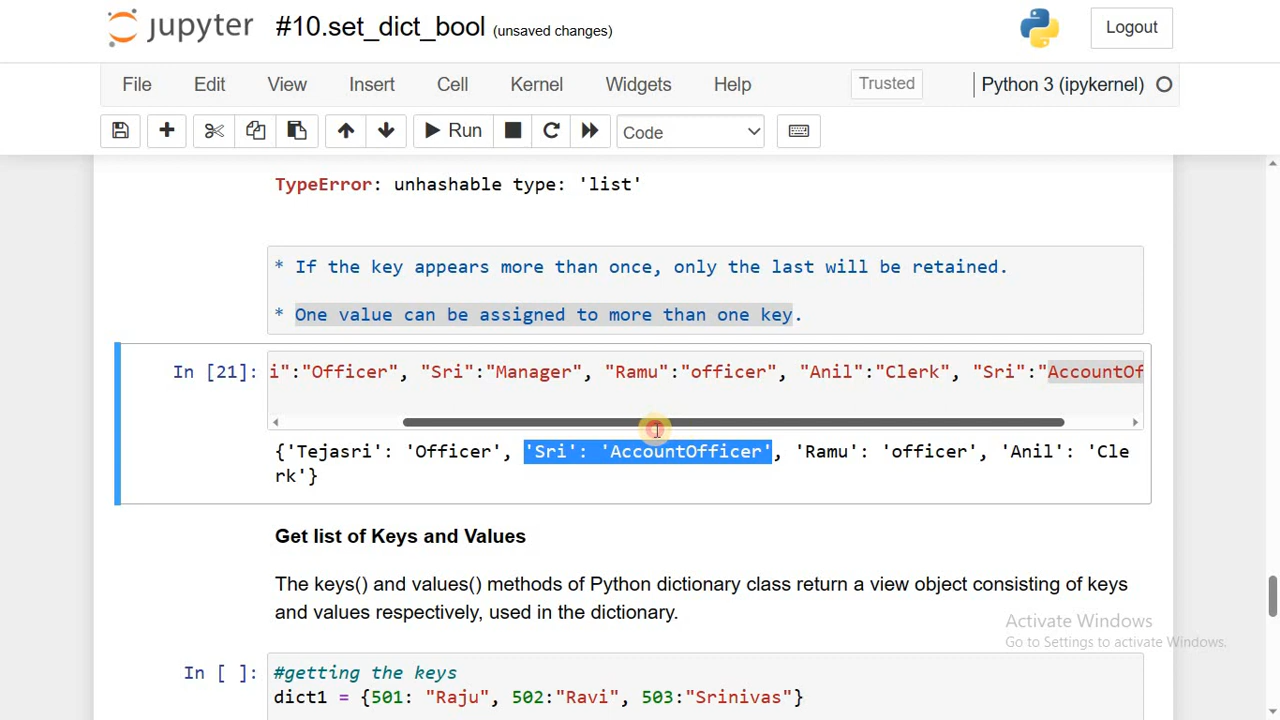 jupyter #10.set_dict_bool (unsaved changes) Logout
File Edit View Insert Cell Kernel Widgets Help Trusted Python 3 (ipykernel)
Run Code
TypeError: unhashable type: 'list'
* If the key appears more than once, only the last will be retained.
* One value can be assigned to more than one key.
In [21]: i":"Officer", "Sri":"Manager", "Ramu":"officer", "Anil":"Clerk", "Sri":"AccountOf
{'Tejasri': 'Officer', 'Sri': 'AccountOfficer', 'Ramu': 'officer', 'Anil': 'Cle
rk'}
Get list of Keys and Values
The keys() and values() methods of Python dictionary class return a view object consisting of keys
and values respectively, used in the dictionary.
Activate Windows
Go to Settings to activate Windows.
In [ ]: #getting the keys
dict1 = {501: "Raju", 502:"Ravi", 503:"Srinivas"}